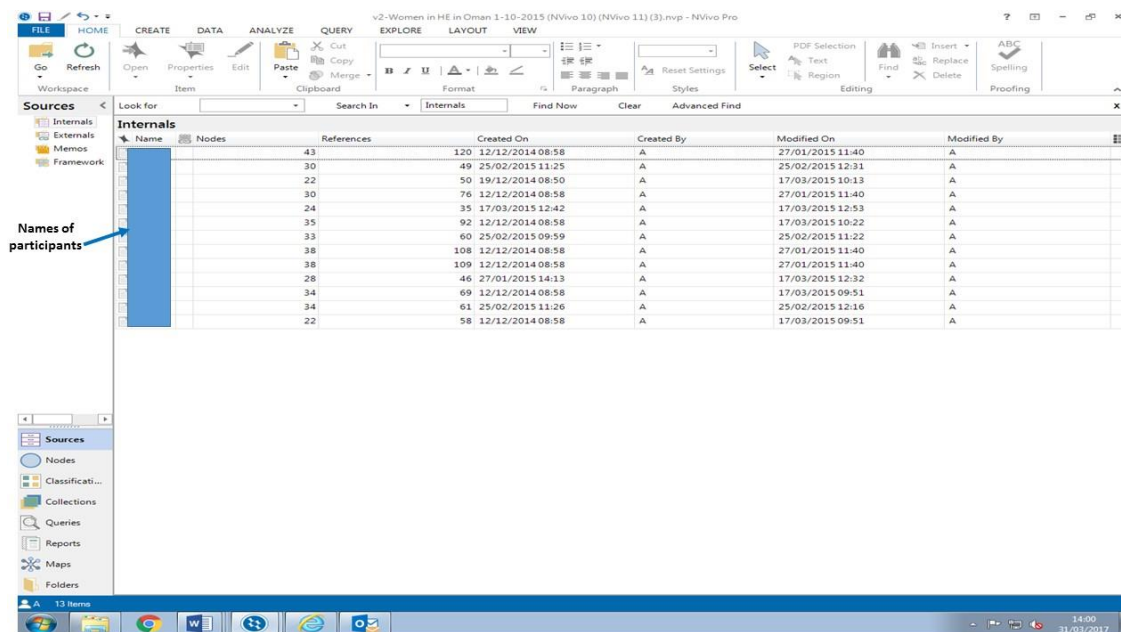 v2-Women in HE in Oman 1-10-2015 (NVivo 10) (NVivo 11) (3).nvp - NVivo Pro
FILE HOME CREATE DATA ANALYZE QUERY EXPLORE LAYOUT VIEW
Go Refresh Open Properties Edit Paste Cut Copy Merge B I U A Reset Settings Select PDF Selection Text Region Find Insert Replace Delete ABC Spelling
Workspace Item Clipboard Format Paragraph Styles Editing Proofing
Sources Look for Search In Internals Find Now Clear Advanced Find x
Internals
Externals
Memos
Framework
Internals
Name Nodes References Created On Created By Modified On Modified By
43 120 12/12/2014 08:58 A 27/01/2015 11:40 A
30 49 25/02/2015 11:25 A 25/02/2015 12:31 A
22 50 19/12/2014 08:50 A 17/03/2015 10:13 A
30 76 12/12/2014 08:58 A 27/01/2015 11:40 A
24 35 17/03/2015 12:42 A 17/03/2015 12:53 A
35 92 12/12/2014 08:58 A 17/03/2015 10:22 A
33 60 25/02/2015 09:59 A 25/02/2015 11:22 A
38 108 12/12/2014 08:58 A 27/01/2015 11:40 A
38 109 12/12/2014 08:58 A 27/01/2015 11:40 A
28 46 27/01/2015 14:13 A 17/03/2015 12:32 A
34 69 12/12/2014 08:58 A 17/03/2015 09:51 A
34 61 25/02/2015 11:26 A 25/02/2015 12:16 A
22 58 12/12/2014 08:58 A 17/03/2015 09:51 A
Names of
participants
Sources
Nodes
Classificati...
Collections
Queries
Reports
Maps
Folders
A 13 Items
14:00
31/03/2017